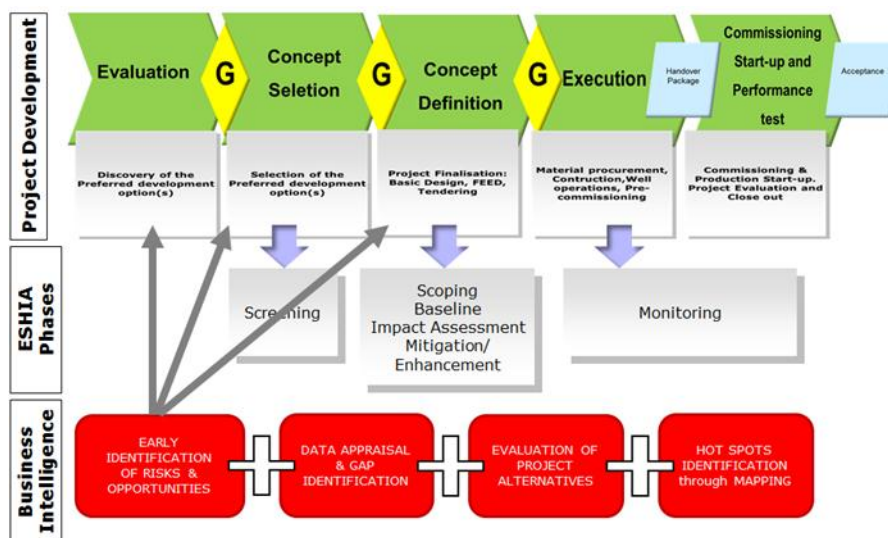 Project Development
Evaluation
G
Concept
Seletion
G
Concept
Definition
G
Execution
Handover
Package
Commissioning
Start-up and
Performance
test
Acceptance
Discovery of the
Preferred development
option(s)
Selection of the
Preferred development
option(s)
Project Finalisation:
Basic Design, FEED,
Tendering
Material procurement,
Contruction,Well
operations, Pre-
commissioning
Commissioning &
Production Start-up.
Project Evaluation and
Close out
ESHIA
Phases
Screening
Scoping
Baseline
Impact Assessment
Mitigation/
Enhancement
Monitoring
Business
Intelligence
EARLY
IDENTIFICATION
OF RISKS &
OPPORTUNITIES
DATA APPRAISAL
& GAP
IDENTIFICATION
EVALUATION OF
PROJECT
ALTERNATIVES
HOT SPOTS
IDENTIFICATION
through MAPPING